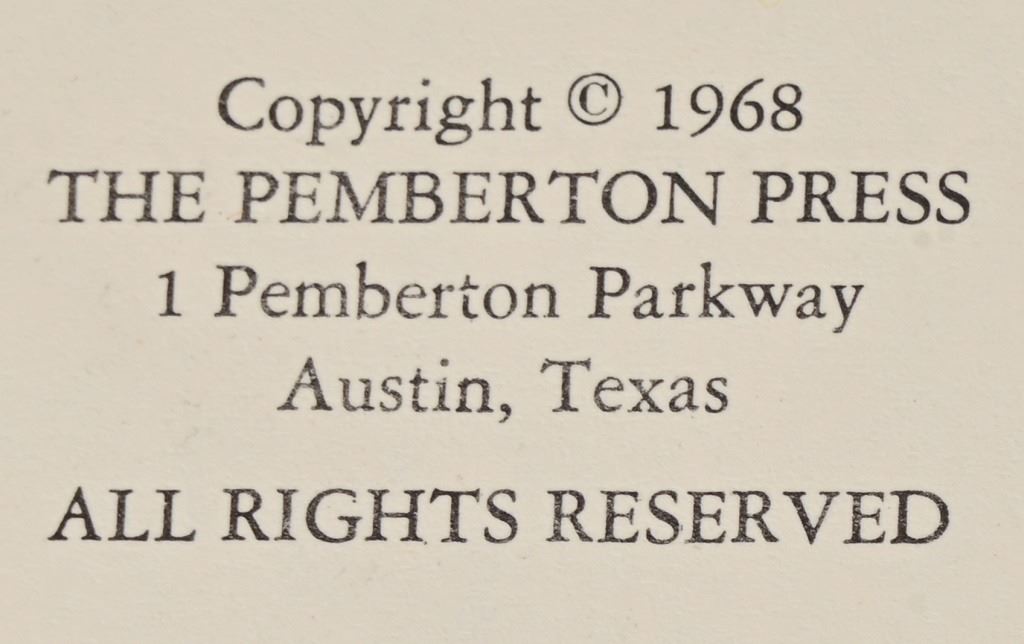 Copyright © 1968
THE PEMBERTON PRESS
1 Pemberton Parkway
Austin, Texas
ALL RIGHTS RESERVED